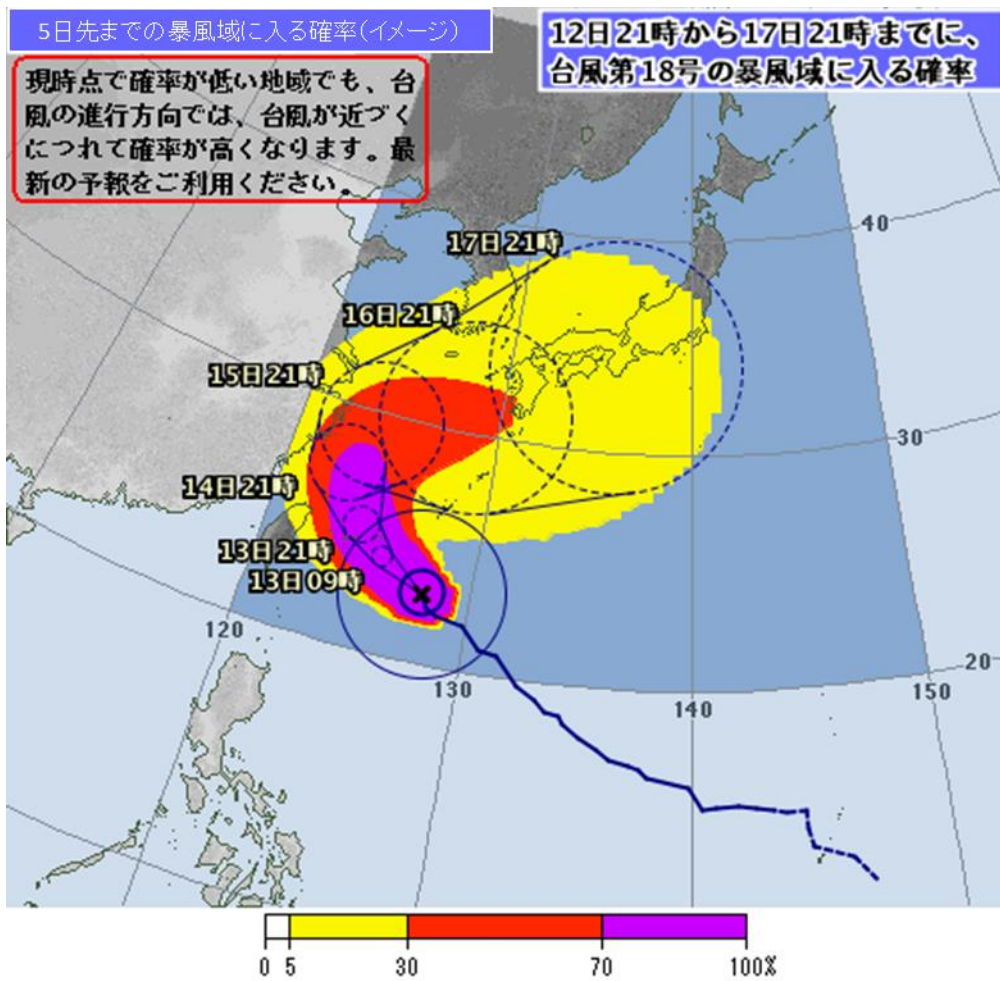 5日先までの暴風域に入る確率(イメージ)
12日21時から17日21時までに、
台風第18号の暴風域に入る確率
現時点で確率が低い地域でも、台
風の進行方向では、台風が近づく
につれて確率が高くなります。最
新の予報をご利用ください。
17日21時
40
16日21時
15日21時
30
14日21時
13日21時
13日09時
120
20
130
140
150
0 5 30 70 100%